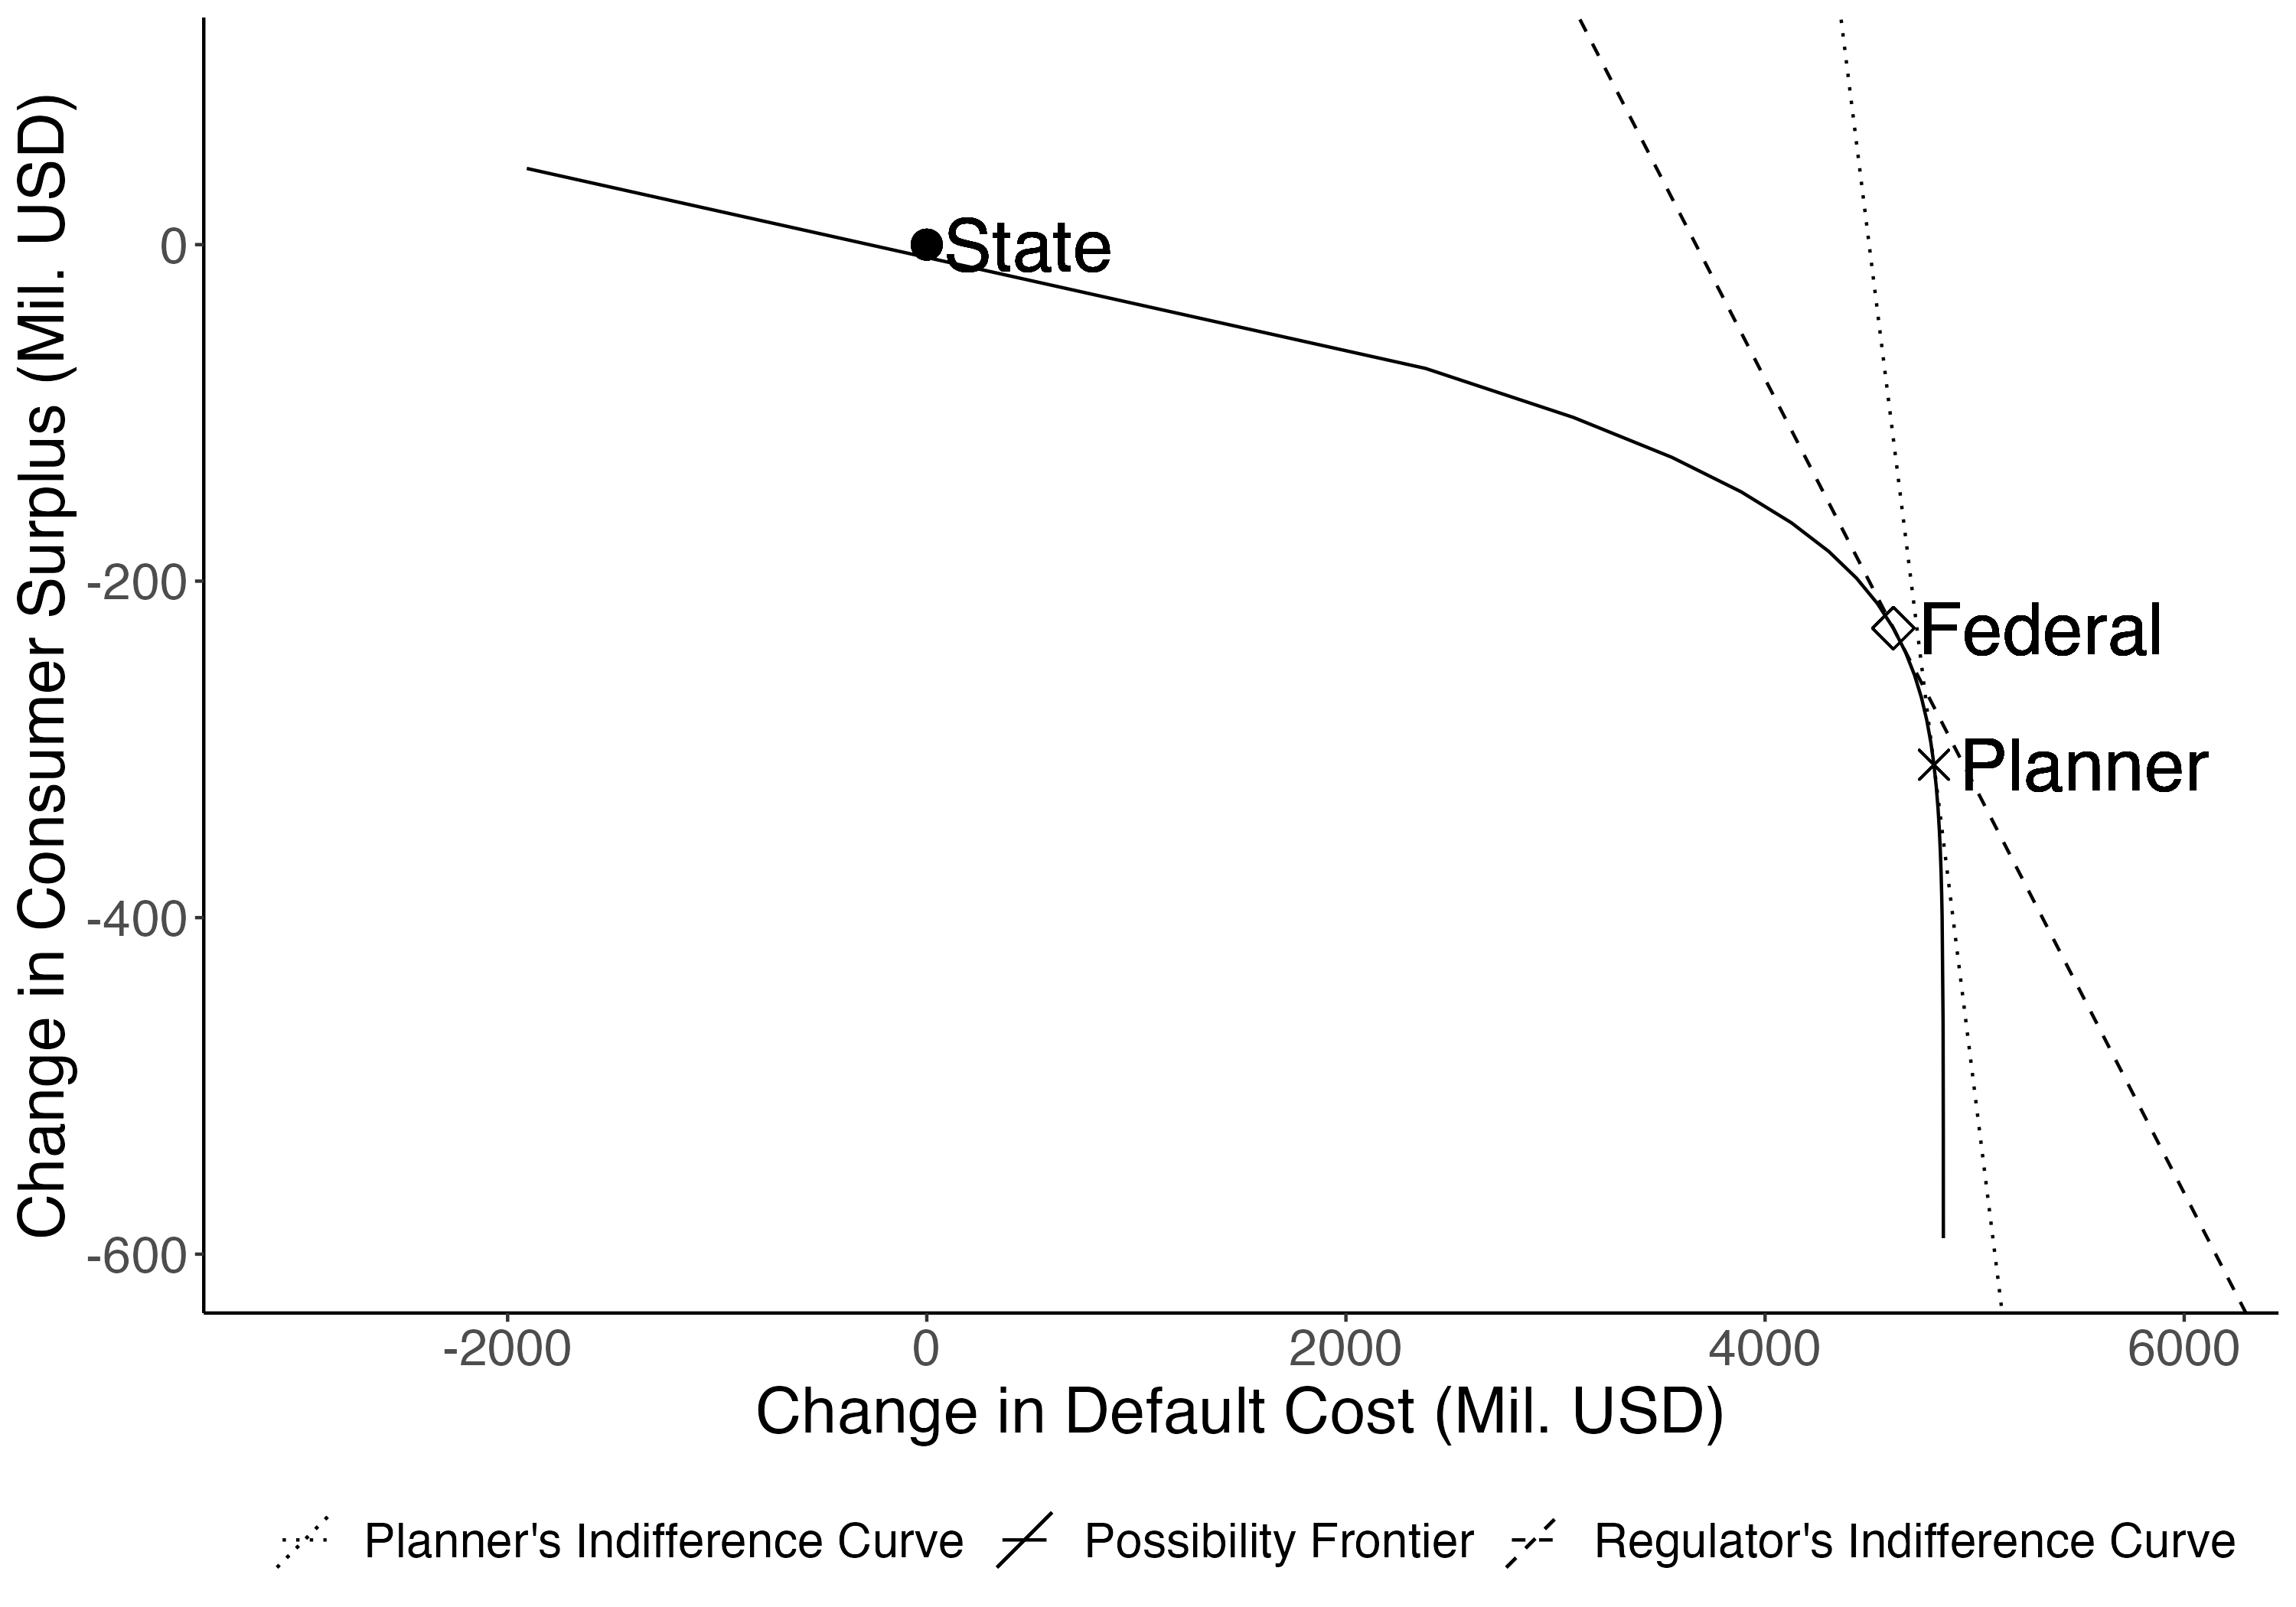 Change in Consumer Surplus (Mil. USD)
0
-200
-400
-600
State
Federal
Planner
-2000
0
2000
4000
6000
Change in Default Cost (Mil. USD)
Planner's Indifference Curve
Possibility Frontier
Regulator's Indifference Curve